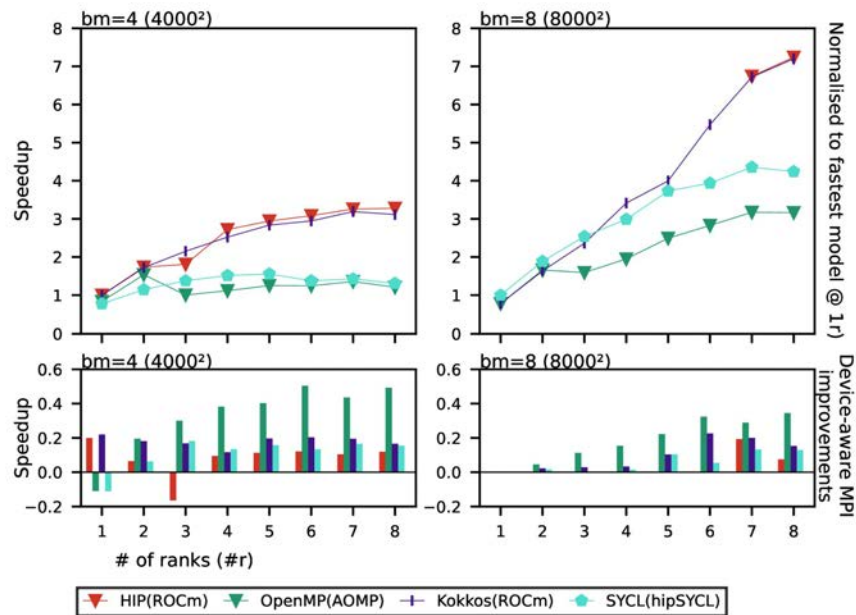 bm=4 (4000²)
bm=8 (8000²)
8
7
6
5
4
3
2
1
0
Speedup
8
7
6
5
4
3
2
1
0
Normalised to fastest model @ 1r)
bm=4 (4000²)
bm=8 (8000²)
0.6
0.4
0.2
0.0
−0.2
Speedup
0.6
0.4
0.2
0.0
−0.2
Device-aware MPI
improvements
1 2 3 4 5 6 7 8
1 2 3 4 5 6 7 8
# of ranks (#r)
HIP(ROCm) OpenMP(AOMP) Kokkos(ROCm) SYCL(hipSYCL)